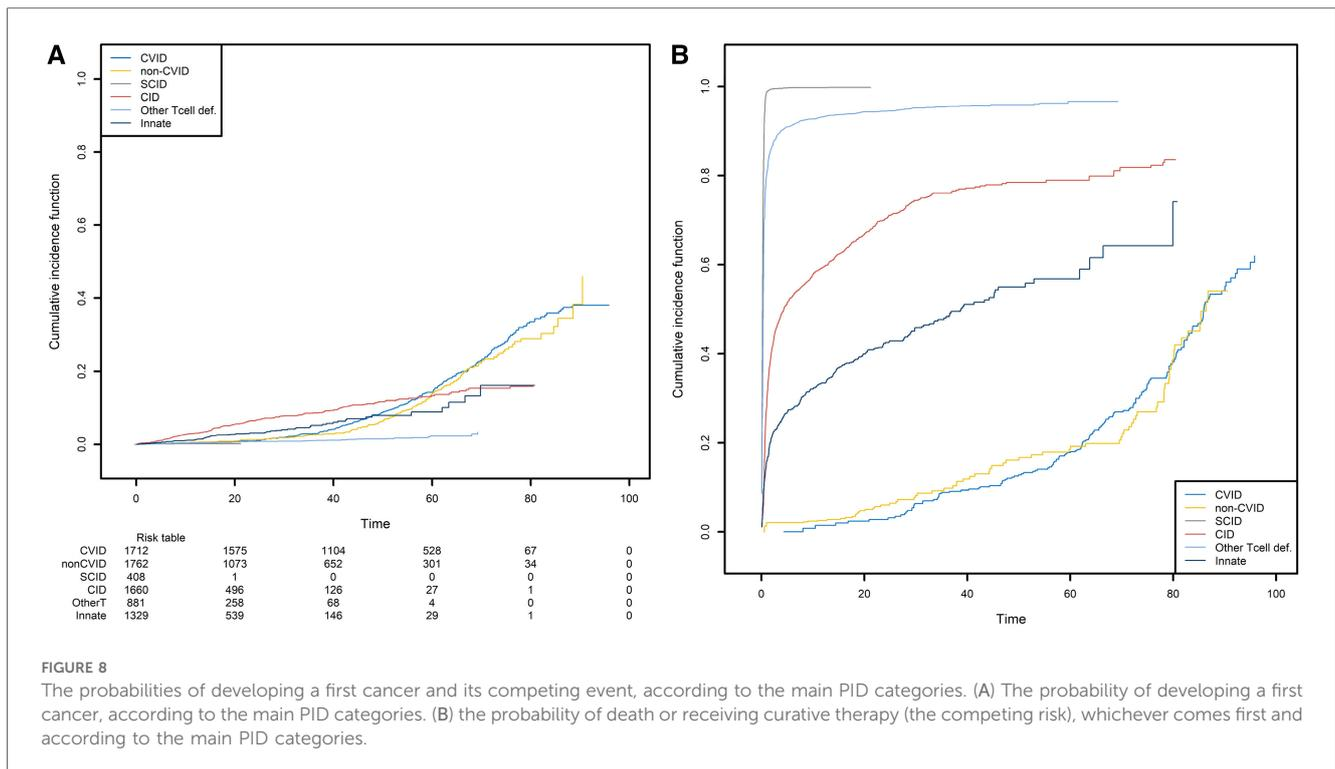 A
CVID
non-CVID
SCID
CID
Other Tcell def.
Innate
Cumulative incidence function
1.0
0.8
0.6
0.4
0.2
0.0
0 20 40 60 80 100
Time
Risk table
CVID 1712 1575 1104 528 67 0
nonCVID 1762 1073 652 301 34 0
SCID 408 1 0 0 0 0
CID 1660 496 126 27 1 0
OtherT 881 258 68 4 0 0
Innate 1329 539 146 29 1 0
B
Cumulative incidence function
1.0
0.8
0.6
0.4
0.2
0.0
CVID
non-CVID
SCID
CID
Other Tcell def.
Innate
0 20 40 60 80 100
Time
FIGURE 8
The probabilities of developing a first cancer and its competing event, according to the main PID categories. (A) The probability of developing a first
cancer, according to the main PID categories. (B) the probability of death or receiving curative therapy (the competing risk), whichever comes first and
according to the main PID categories.